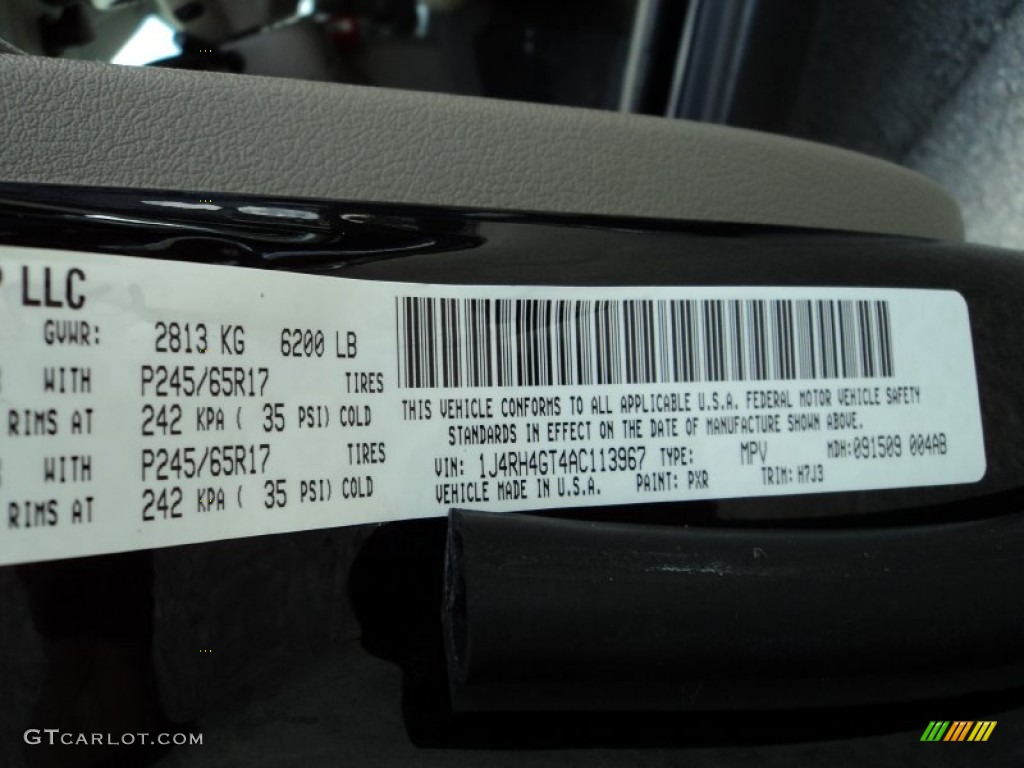 LLC
GVWR: 2813 KG 6200 LB
WITH P245/65R17 TIRES
RIMS AT 242 KPA ( 35 PSI) COLD
WITH P245/65R17 TIRES
RIMS AT 242 KPA ( 35 PSI) COLD
THIS VEHICLE CONFORMS TO ALL APPLICABLE U.S.A. FEDERAL MOTOR VEHICLE SAFETY
STANDARDS IN EFFECT ON THE DATE OF MANUFACTURE SHOWN ABOVE.
VIN: 1J4RH4GT4AC113967 TYPE: MPV MDH:091509 004AB
VEHICLE MADE IN U.S.A. PAINT: PXR TRIM: H7J3
GTCARLOT.COM